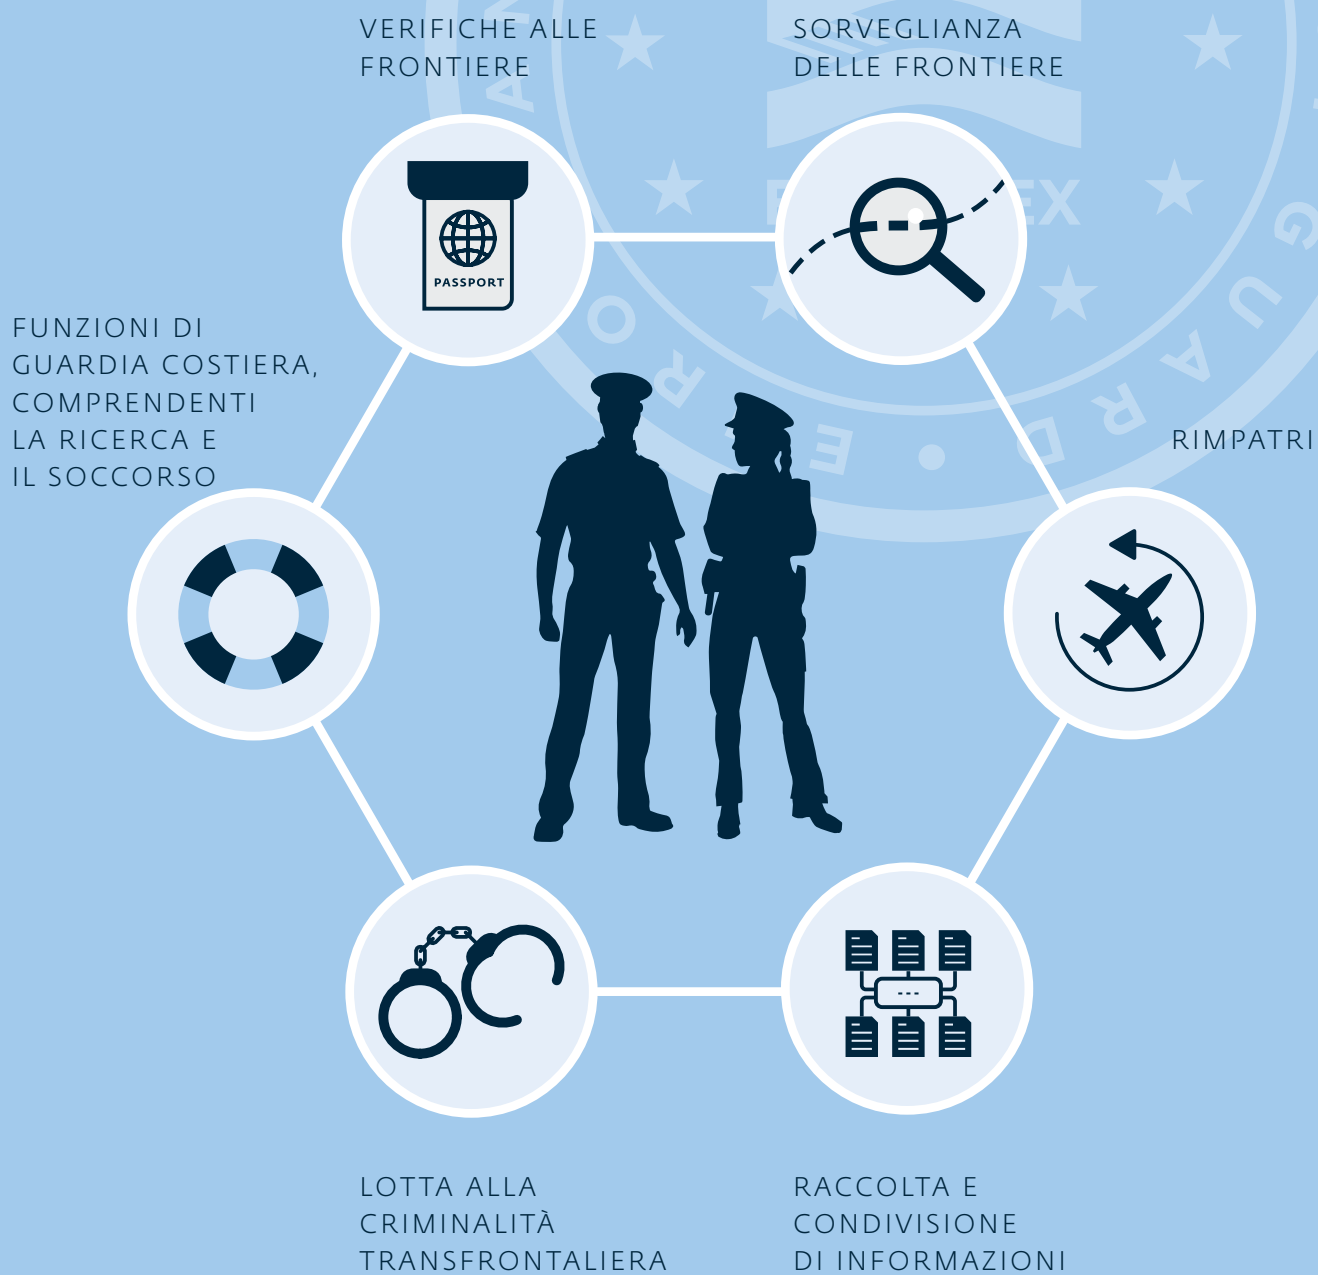 VERIFICHE ALLE
FRONTIERE
SORVEGLIANZA
DELLE FRONTIERE
PASSPORT
FUNZIONI DI
GUARDIA COSTIERA,
COMPRENDENTI
LA RICERCA E
IL SOCCORSO
RIMPATRI
LOTTA ALLA
CRIMINALITÀ
TRANSFRONTALIERA
RACCOLTA E
CONDIVISIONE
DI INFORMAZIONI